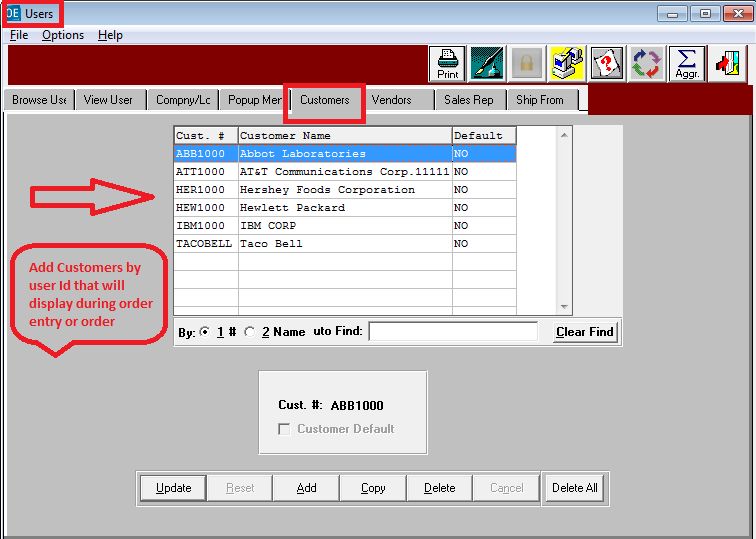 OE Users
File Options Help
Print Aggr.
Browse Use View User Compny/Lo Popup Men Customers Vendors Sales Rep Ship From
Cust. # Customer Name Default
ABB1000 Abbot Laboratories NO
ATT1000 AT&T Communications Corp.11111 NO
HER1000 Hershey Foods Corporation NO
HEW1000 Hewlett Packard NO
IBM1000 IBM CORP NO
TACOBELL Taco Bell NO
Add Customers by
user Id that will
display during order
entry or order
By: 1 # 2 Name uto Find: Clear Find
Cust. #: ABB1000
Customer Default
Update Reset Add Copy Delete Cancel Delete All